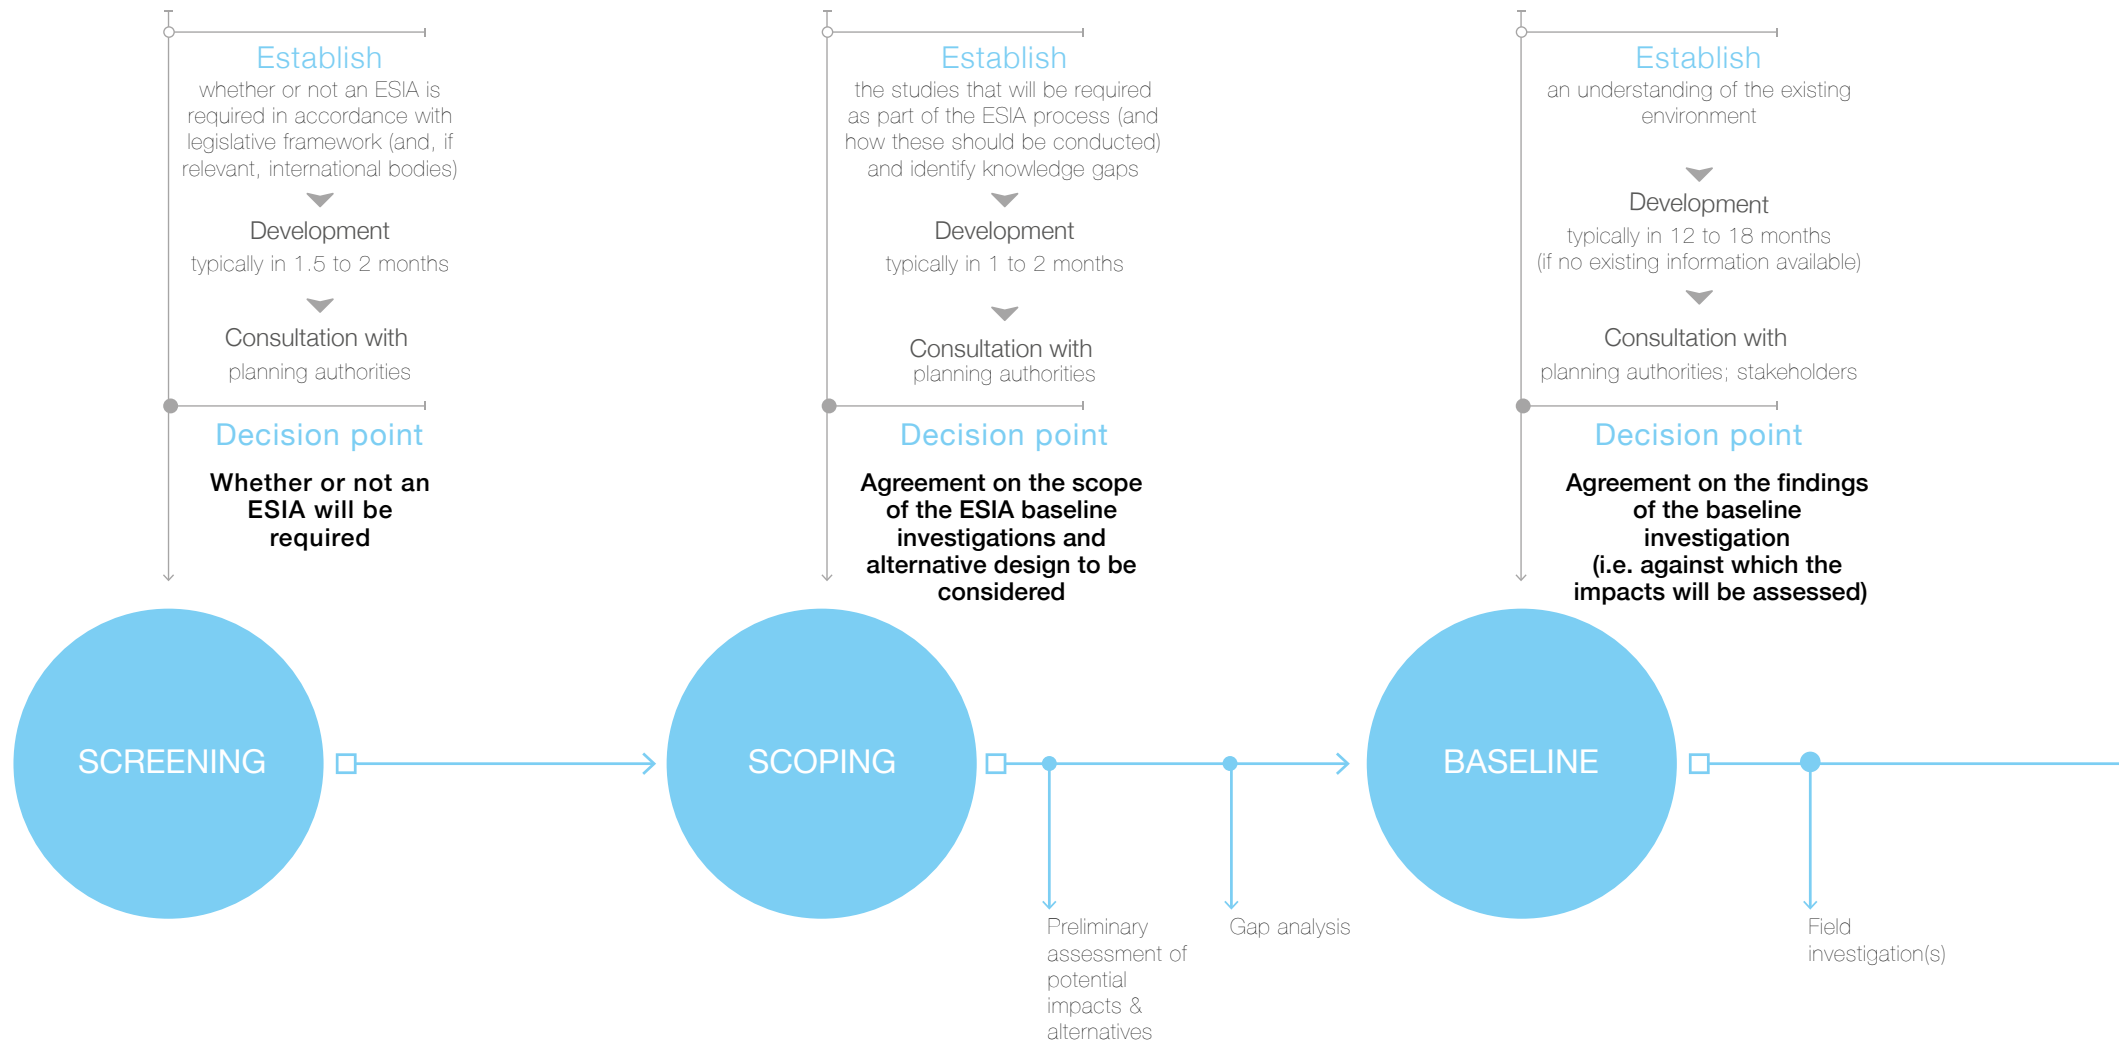 Establish
whether or not an ESIA is
required in accordance with
legislative framework (and, if
relevant, international bodies)
Development
typically in 1.5 to 2 months
Consultation with
planning authorities
Decision point
Whether or not an
ESIA will be
required
SCREENING
Establish
the studies that will be required
as part of the ESIA process (and
how these should be conducted)
and identify knowledge gaps
Development
typically in 1 to 2 months
Consultation with
planning authorities
Decision point
Agreement on the scope
of the ESIA baseline
investigations and
alternative design to be
considered
SCOPING
Preliminary
assessment of
potential
impacts &
alternatives
Gap analysis
Establish
an understanding of the existing
environment
Development
typically in 12 to 18 months
(if no existing information available)
Consultation with
planning authorities; stakeholders
Decision point
Agreement on the findings
of the baseline
investigation
(i.e. against which the
impacts will be assessed)
BASELINE
Field
investigation(s)